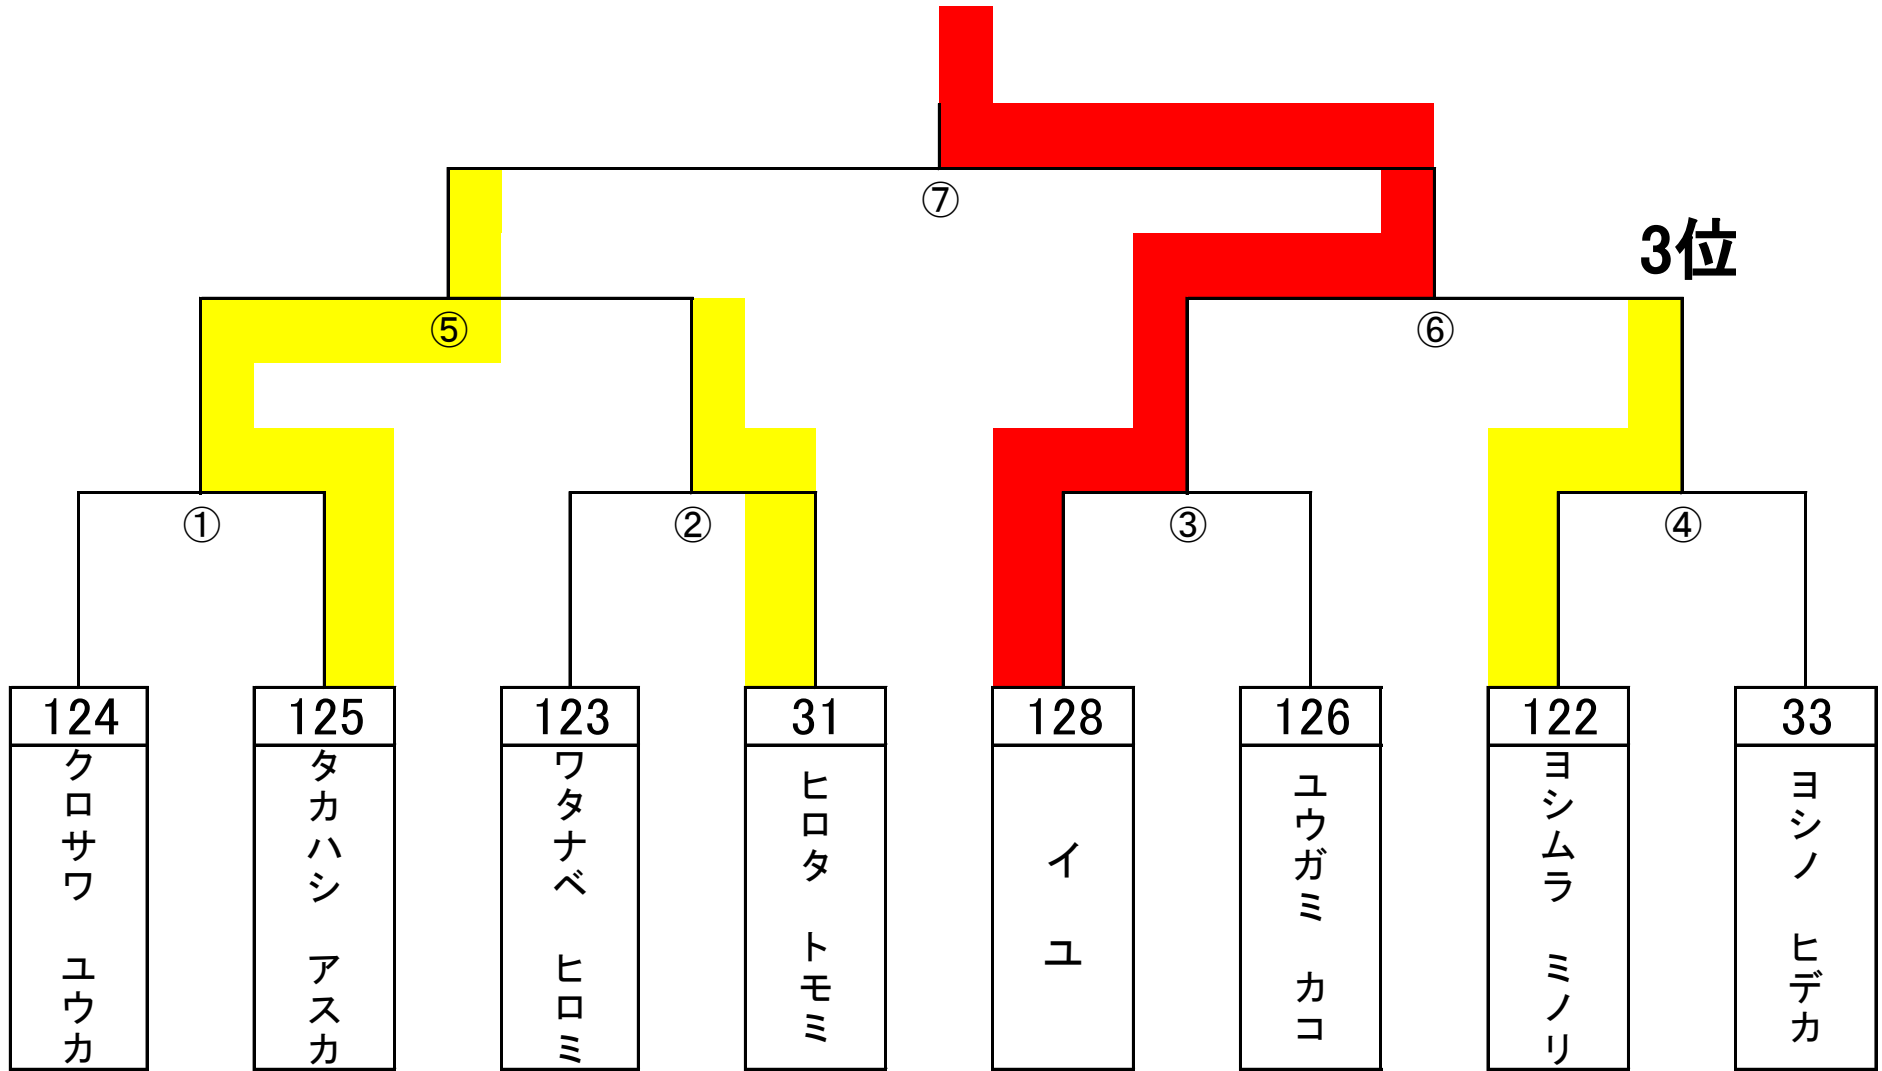 ⑦
3位
⑤
⑥
①
②
③
④
124
125
123
31
128
126
122
33
クロサワ ユウカ
タカハシ アスカ
ワタナベ ヒロミ
ヒロタ トモミ
イ ユ
ユウガミ カコ
ヨシムラ ミノリ
ヨシノ ヒデカ